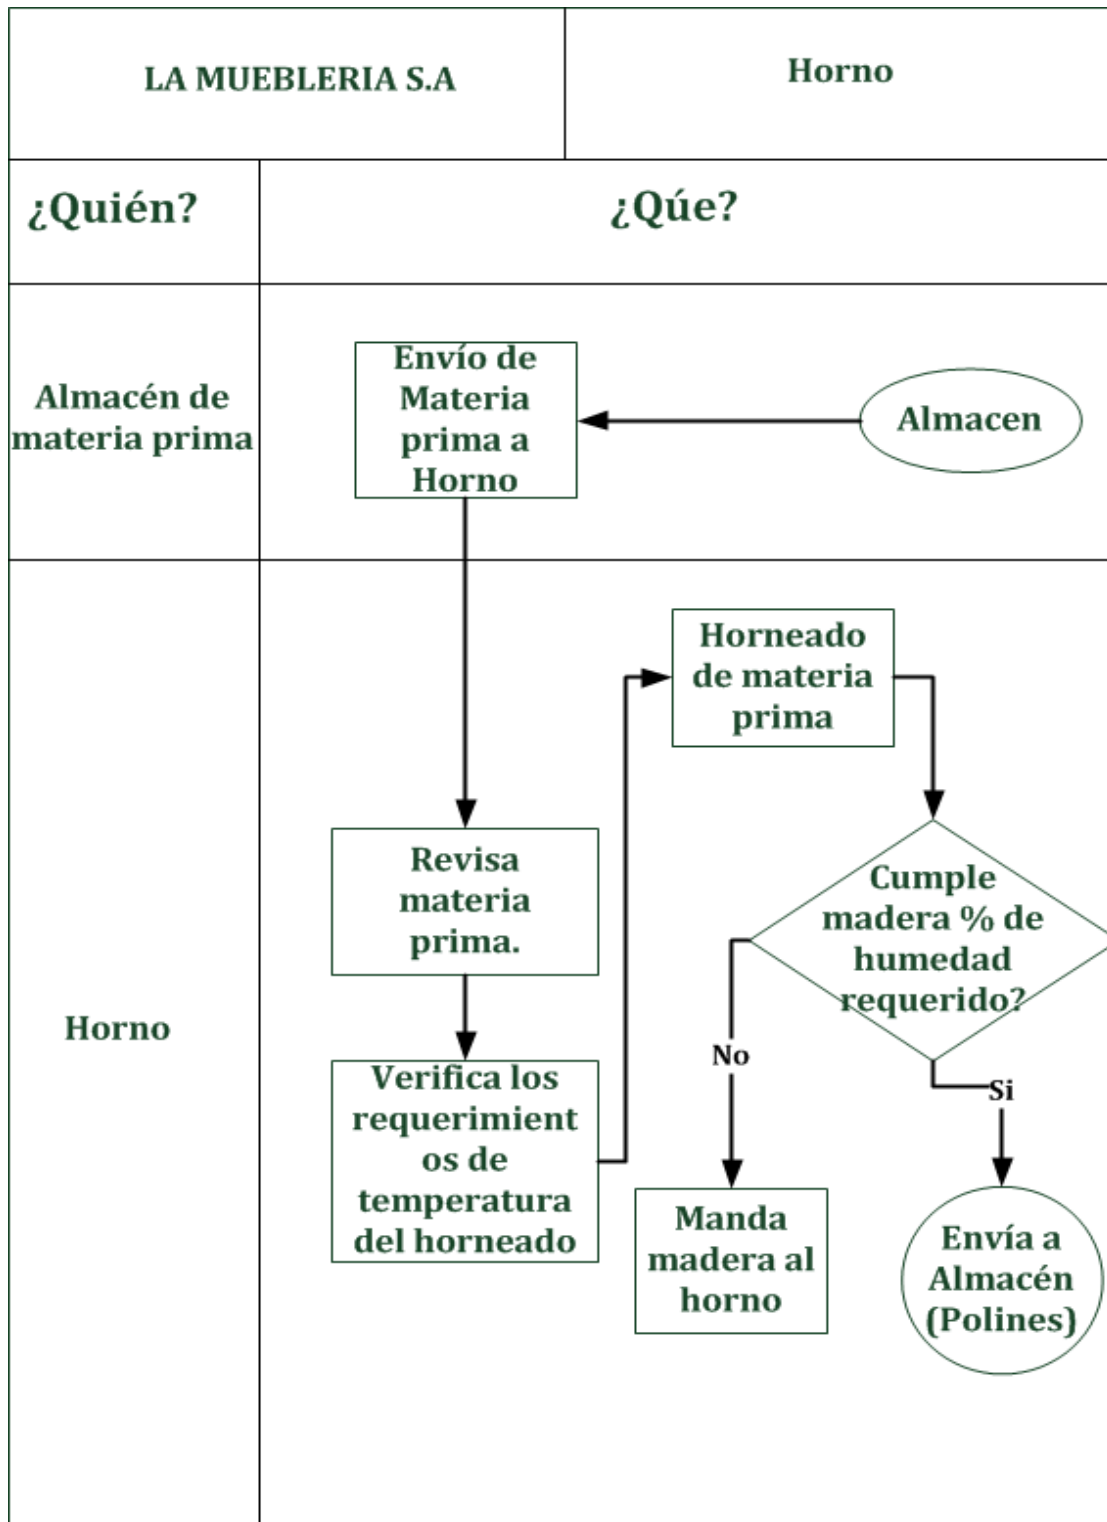 LA MUEBLERIA S.A
Horno
¿Quién?
¿Qúe?
Almacén de
materia prima
Envío de
Materia
prima a
Horno
Almacen
Horno
Horneado
de materia
prima
Revisa
materia
prima.
Cumple
madera % de
humedad
requerido?
Verifica los
requerimient
os de
temperatura
del horneado
No
Si
Manda
madera al
horno
Envía a
Almacén
(Polines)